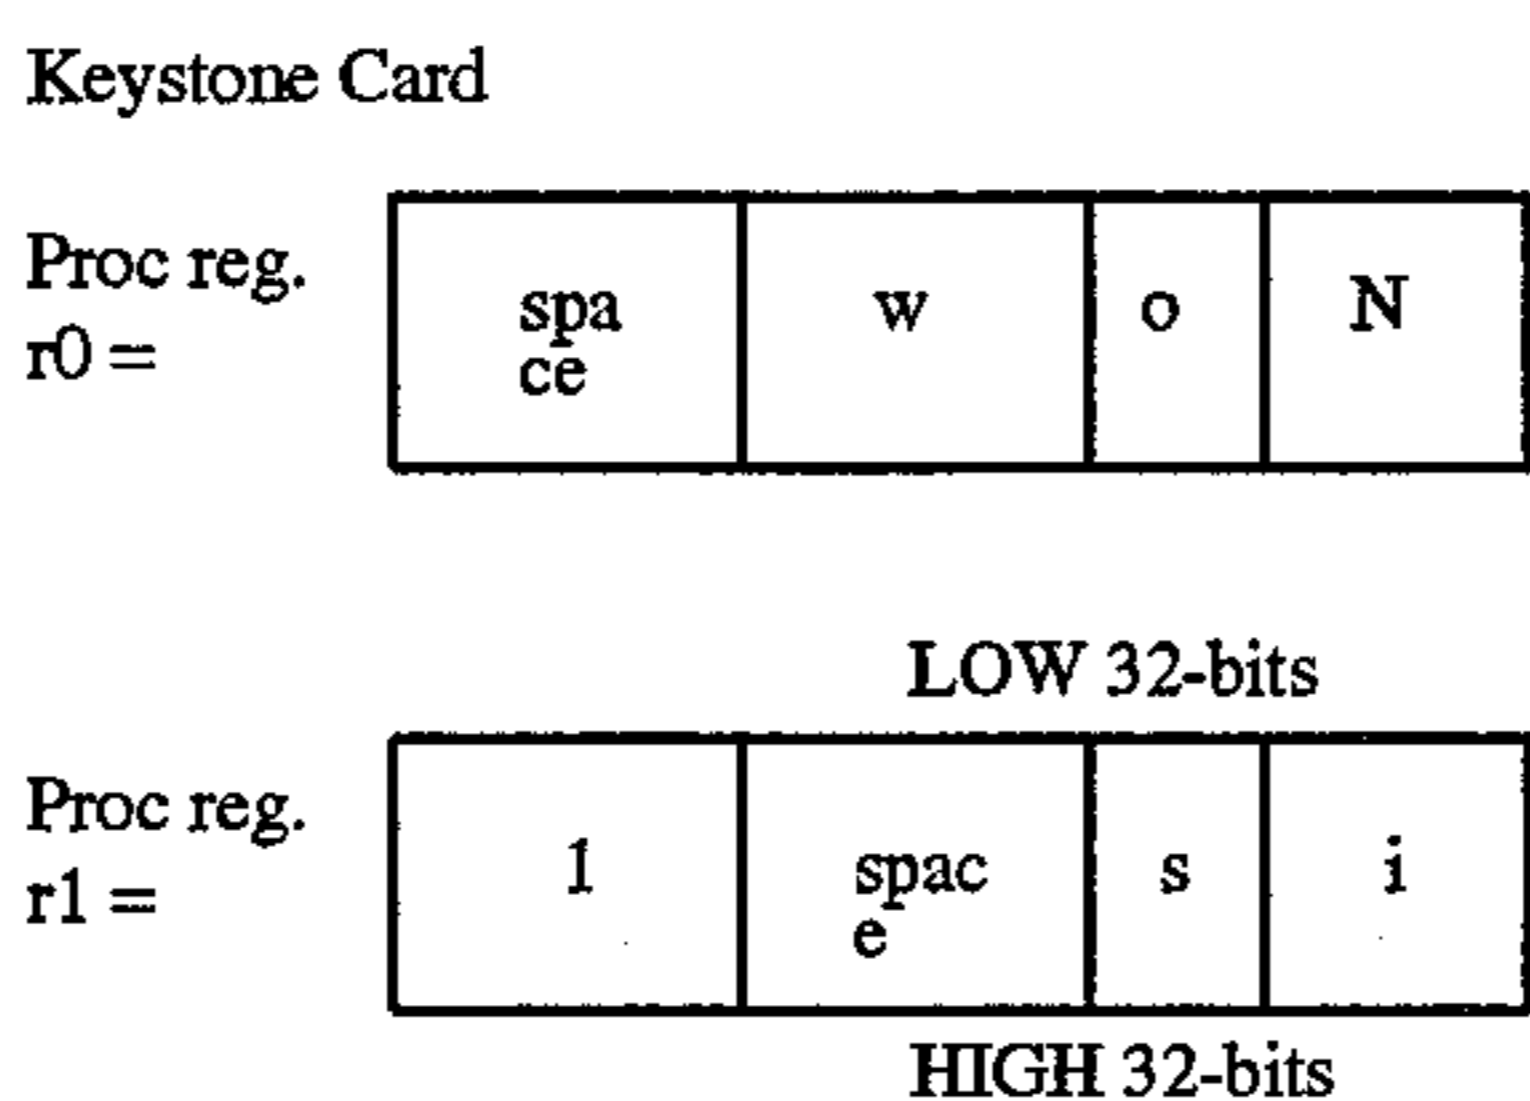 Keystone Card
Proc reg.
r0 =
spa
ce
w
o
N
LOW 32-bits
Proc reg.
r1 =
1
spac
e
s
i
HIGH 32-bits